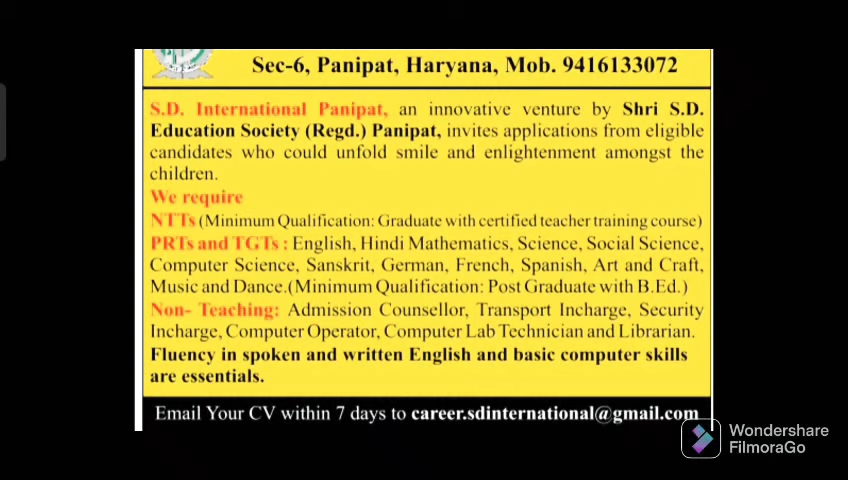 Sec-6, Panipat, Haryana, Mob. 9416133072
S.D. International Panipat, an innovative venture by Shri S.D.
Education Society (Regd.) Panipat, invites applications from eligible
candidates who could unfold smile and enlightenment amongst the
children.
We require
NTTs (Minimum Qualification: Graduate with certified teacher training course)
PRTs and TGTs : English, Hindi Mathematics, Science, Social Science,
Computer Science, Sanskrit, German, French, Spanish, Art and Craft,
Music and Dance.(Minimum Qualification: Post Graduate with B.Ed.)
Non- Teaching: Admission Counsellor, Transport Incharge, Security
Incharge, Computer Operator, Computer Lab Technician and Librarian.
Fluency in spoken and written English and basic computer skills
are essentials.
Email Your CV within 7 days to career.sdinternational@gmail.com
Wondershare
FilmoraGo